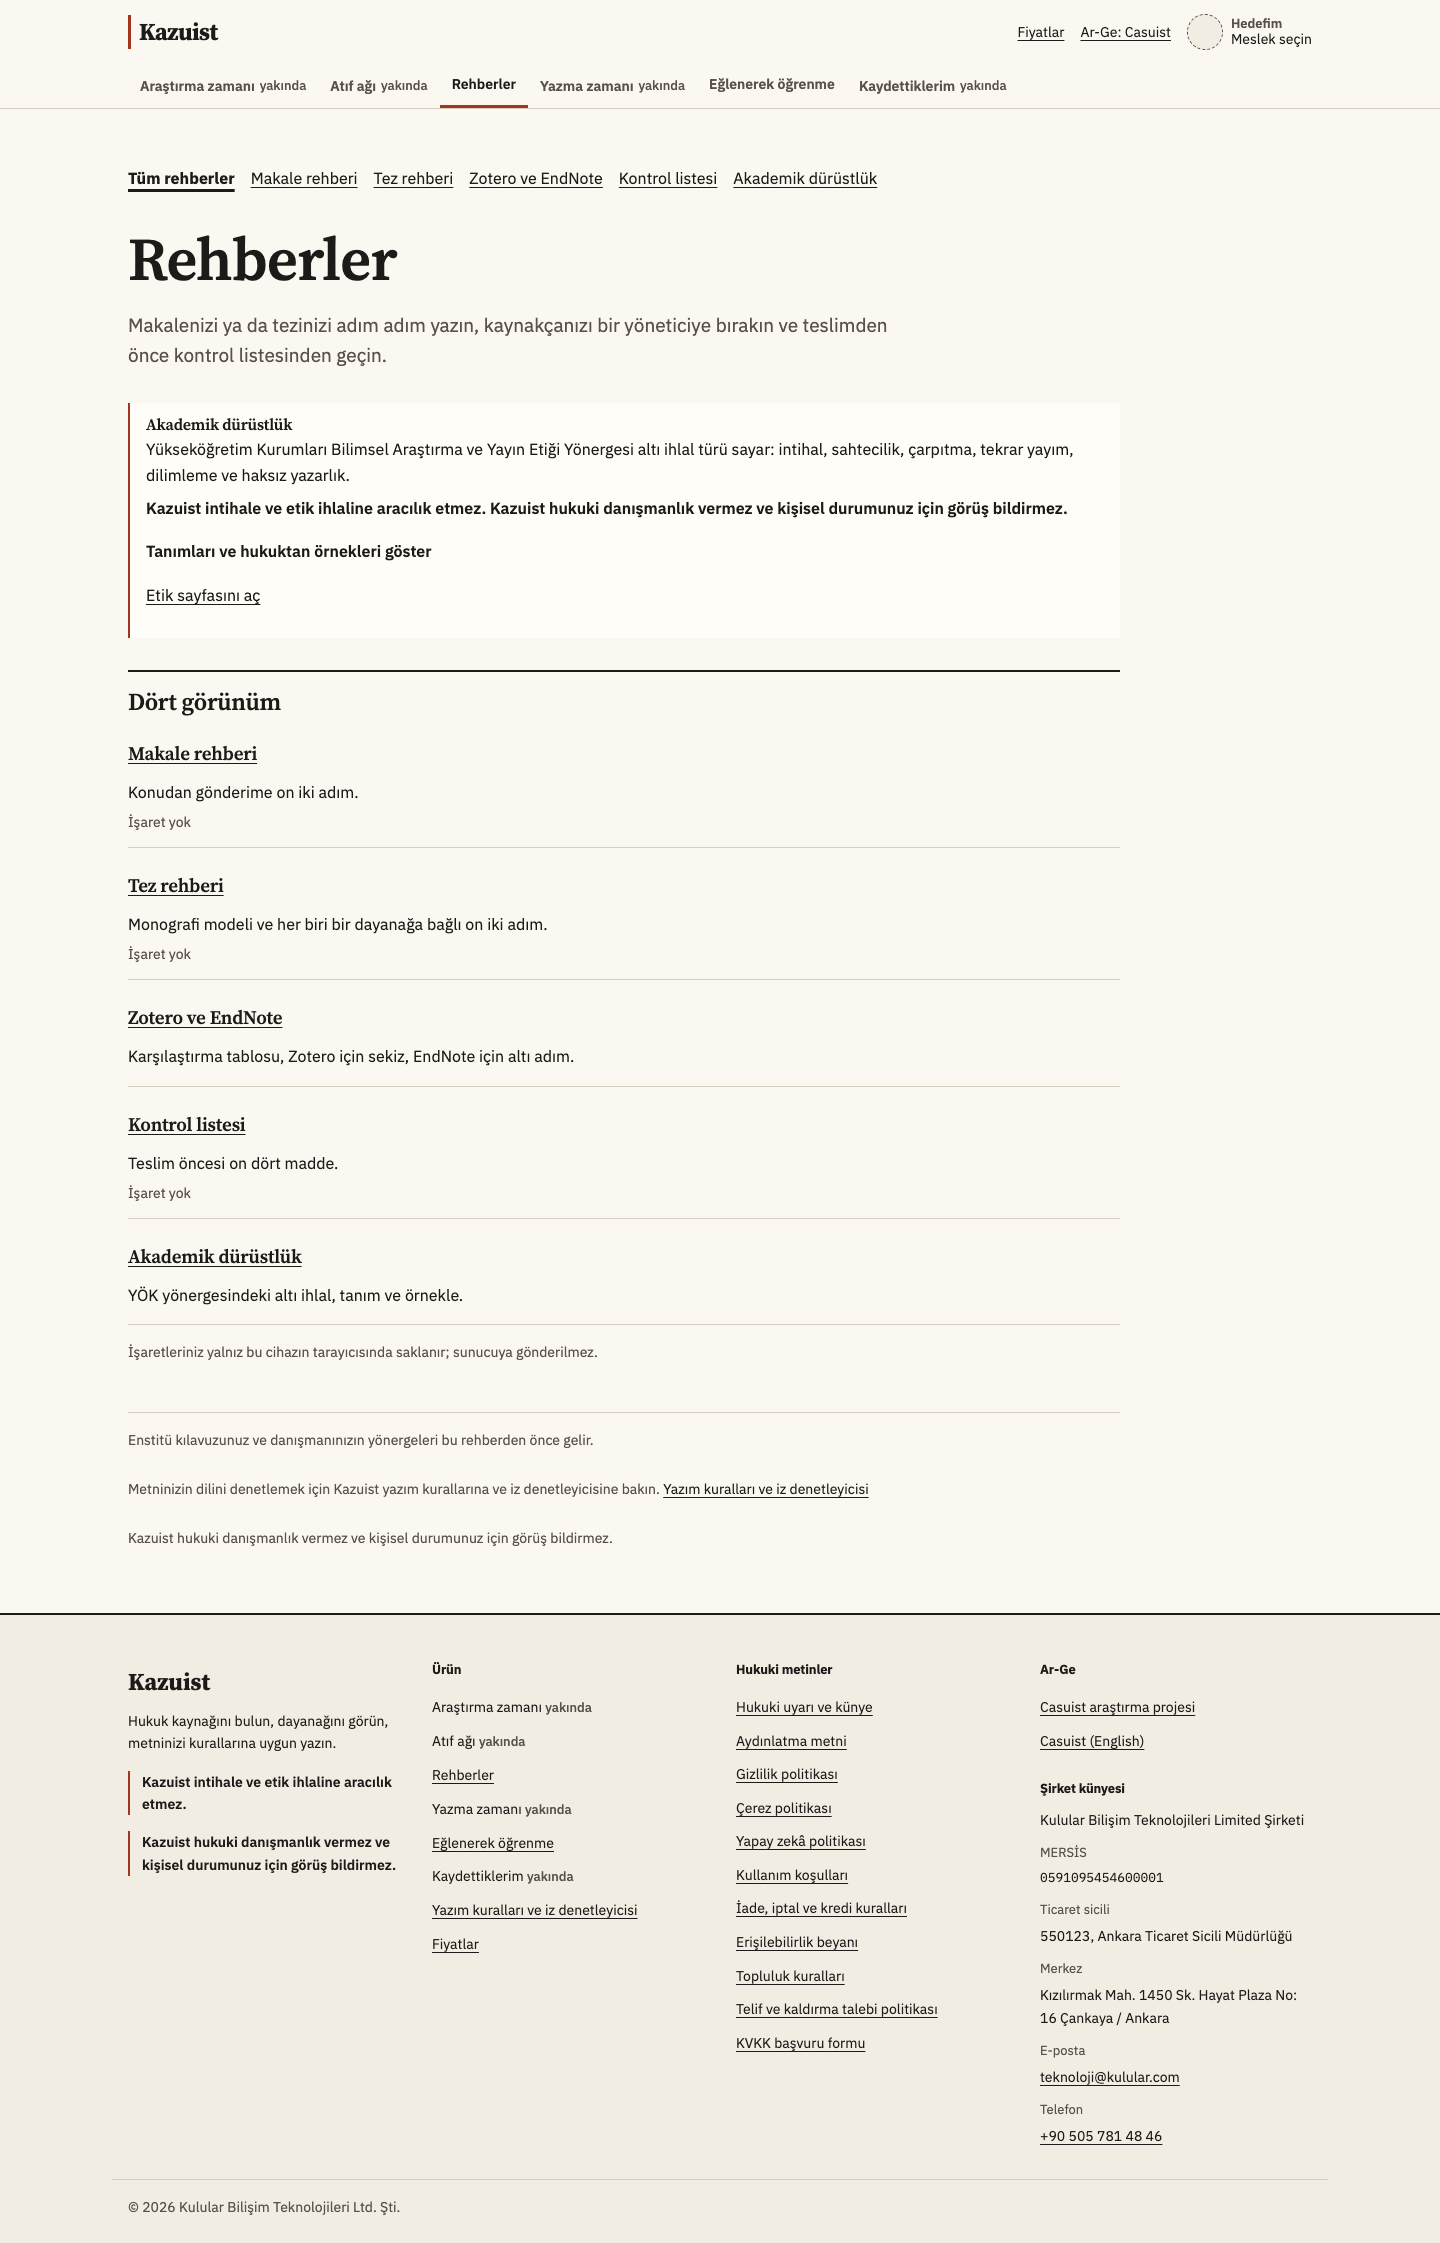 Kazuist
Fiyatlar
Ar-Ge: Casuist
Hedefim
Meslek seçin
Araştırma zamanı yakında
Atıf ağı yakında
Rehberler
Yazma zamanı yakında
Eğlenerek öğrenme
Kaydettiklerim yakında
Tüm rehberler
Makale rehberi
Tez rehberi
Zotero ve EndNote
Kontrol listesi
Akademik dürüstlük
Rehberler
Makalenizi ya da tezinizi adım adım yazın, kaynakçanızı bir yöneticiye bırakın ve teslimden
önce kontrol listesinden geçin.
Akademik dürüstlük
Yükseköğretim Kurumları Bilimsel Araştırma ve Yayın Etiği Yönergesi altı ihlal türü sayar: intihal, sahtecilik, çarpıtma, tekrar yayım,
dilimleme ve haksız yazarlık.
Kazuist intihale ve etik ihlaline aracılık etmez. Kazuist hukuki danışmanlık vermez ve kişisel durumunuz için görüş bildirmez.
Tanımları ve hukuktan örnekleri göster
Etik sayfasını aç
Dört görünüm
Makale rehberi
Konudan gönderime on iki adım.
İşaret yok
Tez rehberi
Monografi modeli ve her biri bir dayanağa bağlı on iki adım.
İşaret yok
Zotero ve EndNote
Karşılaştırma tablosu, Zotero için sekiz, EndNote için altı adım.
Kontrol listesi
Teslim öncesi on dört madde.
İşaret yok
Akademik dürüstlük
YÖK yönergesindeki altı ihlal, tanım ve örnekle.
İşaretleriniz yalnız bu cihazın tarayıcısında saklanır; sunucuya gönderilmez.
Enstitü kılavuzunuz ve danışmanınızın yönergeleri bu rehberden önce gelir.
Metninizin dilini denetlemek için Kazuist yazım kurallarına ve iz denetleyicisine bakın. Yazım kuralları ve iz denetleyicisi
Kazuist hukuki danışmanlık vermez ve kişisel durumunuz için görüş bildirmez.
Kazuist
Hukuk kaynağını bulun, dayanağını görün,
metninizi kurallarına uygun yazın.
Kazuist intihale ve etik ihlaline aracılık
etmez.
Kazuist hukuki danışmanlık vermez ve
kişisel durumunuz için görüş bildirmez.
Ürün
Araştırma zamanı yakında
Atıf ağı yakında
Rehberler
Yazma zamanı yakında
Eğlenerek öğrenme
Kaydettiklerim yakında
Yazım kuralları ve iz denetleyicisi
Fiyatlar
Hukuki metinler
Hukuki uyarı ve künye
Aydınlatma metni
Gizlilik politikası
Çerez politikası
Yapay zekâ politikası
Kullanım koşulları
İade, iptal ve kredi kuralları
Erişilebilirlik beyanı
Topluluk kuralları
Telif ve kaldırma talebi politikası
KVKK başvuru formu
Ar-Ge
Casuist araştırma projesi
Casuist (English)
Şirket künyesi
Kulular Bilişim Teknolojileri Limited Şirketi
MERSİS
0591095454600001
Ticaret sicili
550123, Ankara Ticaret Sicili Müdürlüğü
Merkez
Kızılırmak Mah. 1450 Sk. Hayat Plaza No:
16 Çankaya / Ankara
E-posta
teknoloji@kulular.com
Telefon
+90 505 781 48 46
© 2026 Kulular Bilişim Teknolojileri Ltd. Şti.